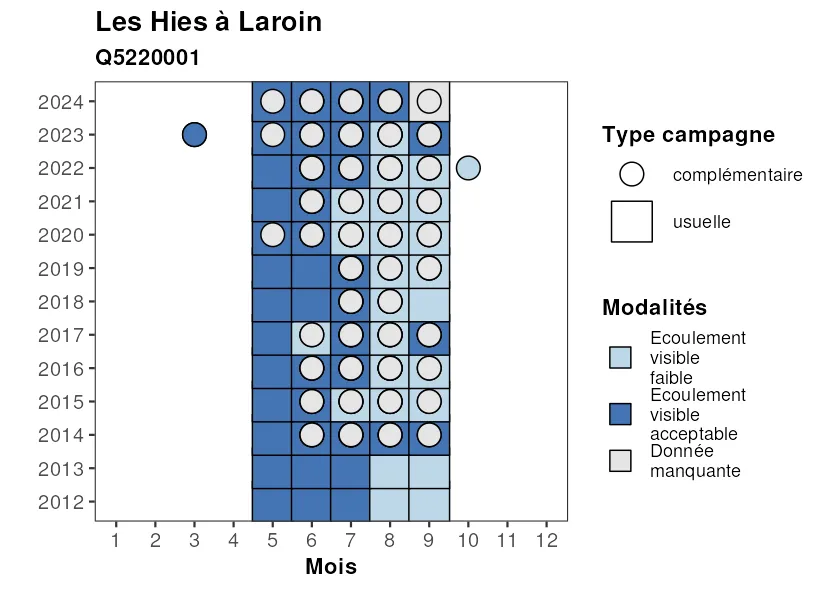 Les Hies à Laroin
Q5220001
2024
2023
2022
2021
2020
2019
2018
2017
2016
2015
2014
2013
2012
1 2 3 4 5 6 7 8 9 10 11 12
Mois
Type campagne
complémentaire
usuelle
Modalités
Ecoulement
visible
faible
Ecoulement
visible
acceptable
Donnée
manquante